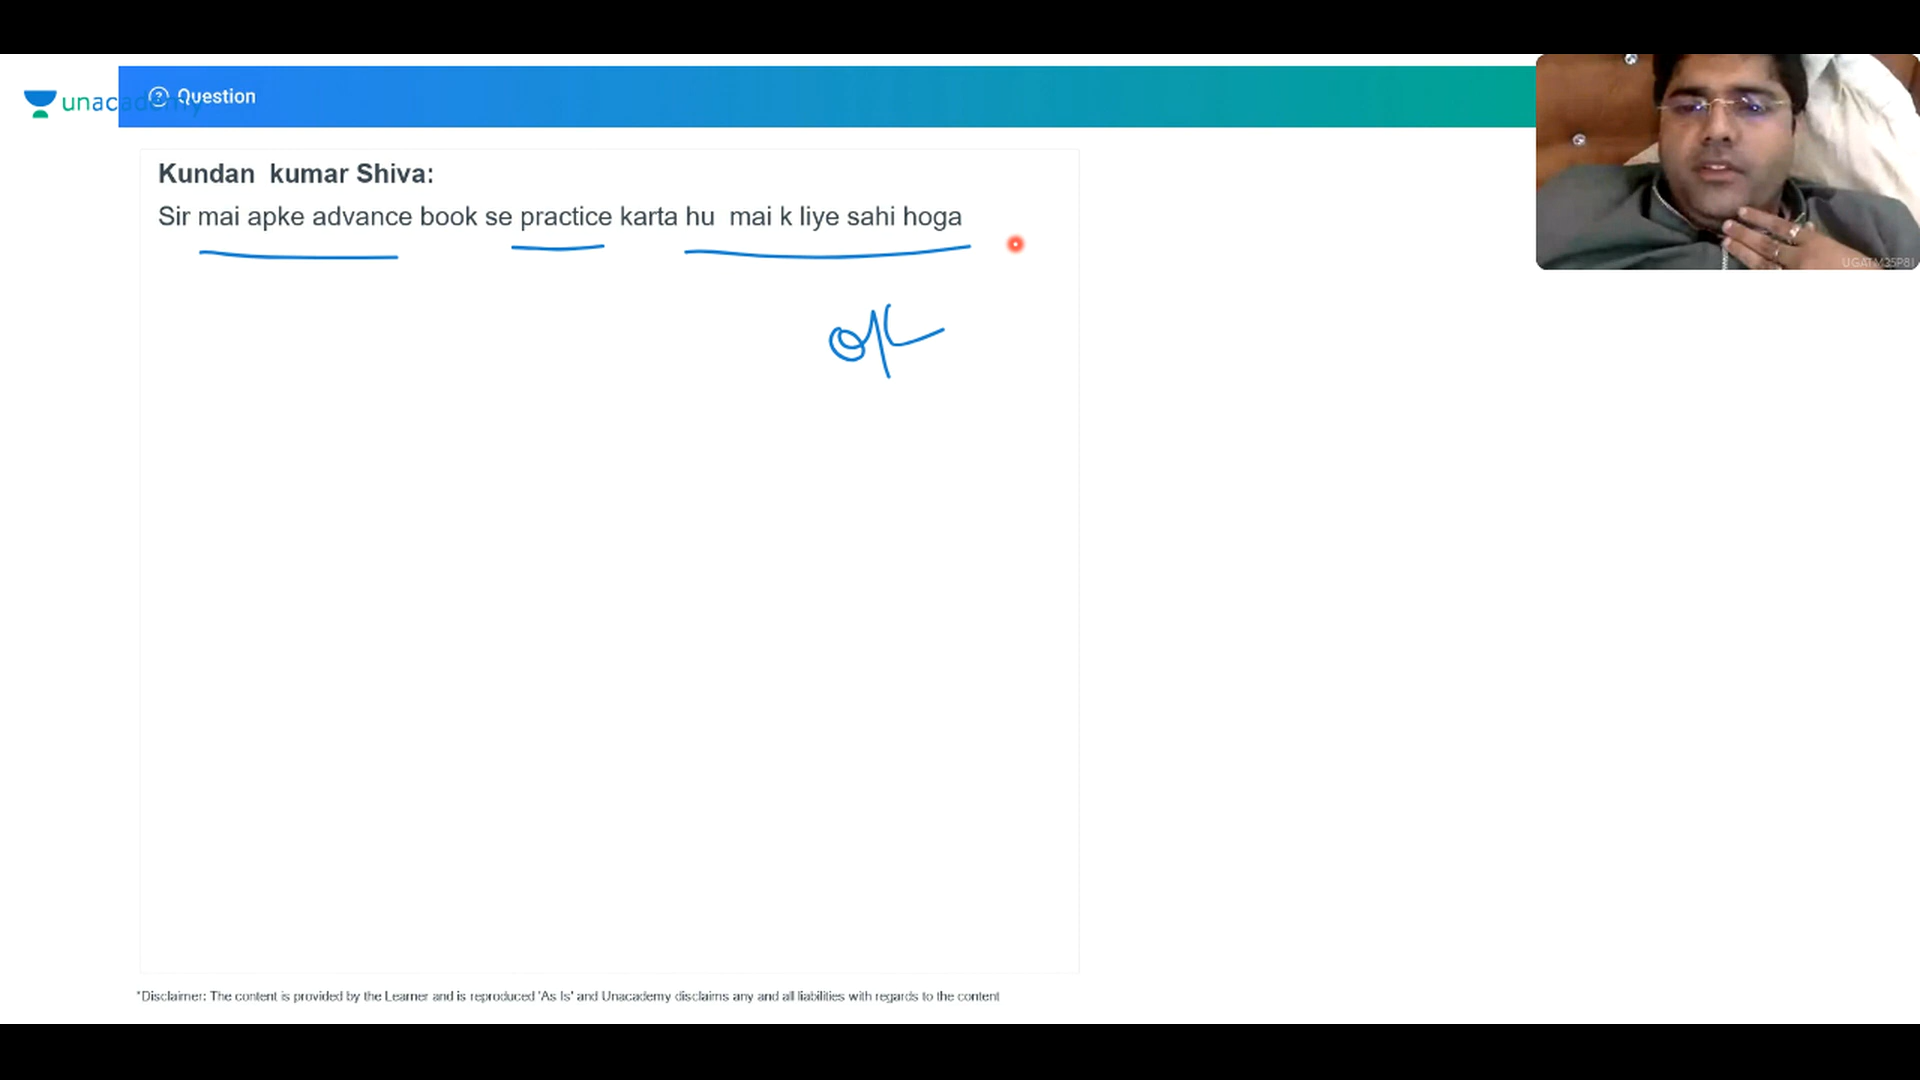 unacademy
Question
Kundan kumar Shiva:
Sir mai apke advance book se practice karta hu mai k liye sahi hoga
ok
UGATM35P81
*Disclaimer: The content is provided by the Learner and is reproduced 'As Is' and Unacademy disclaims any and all liabilities with regards to the content